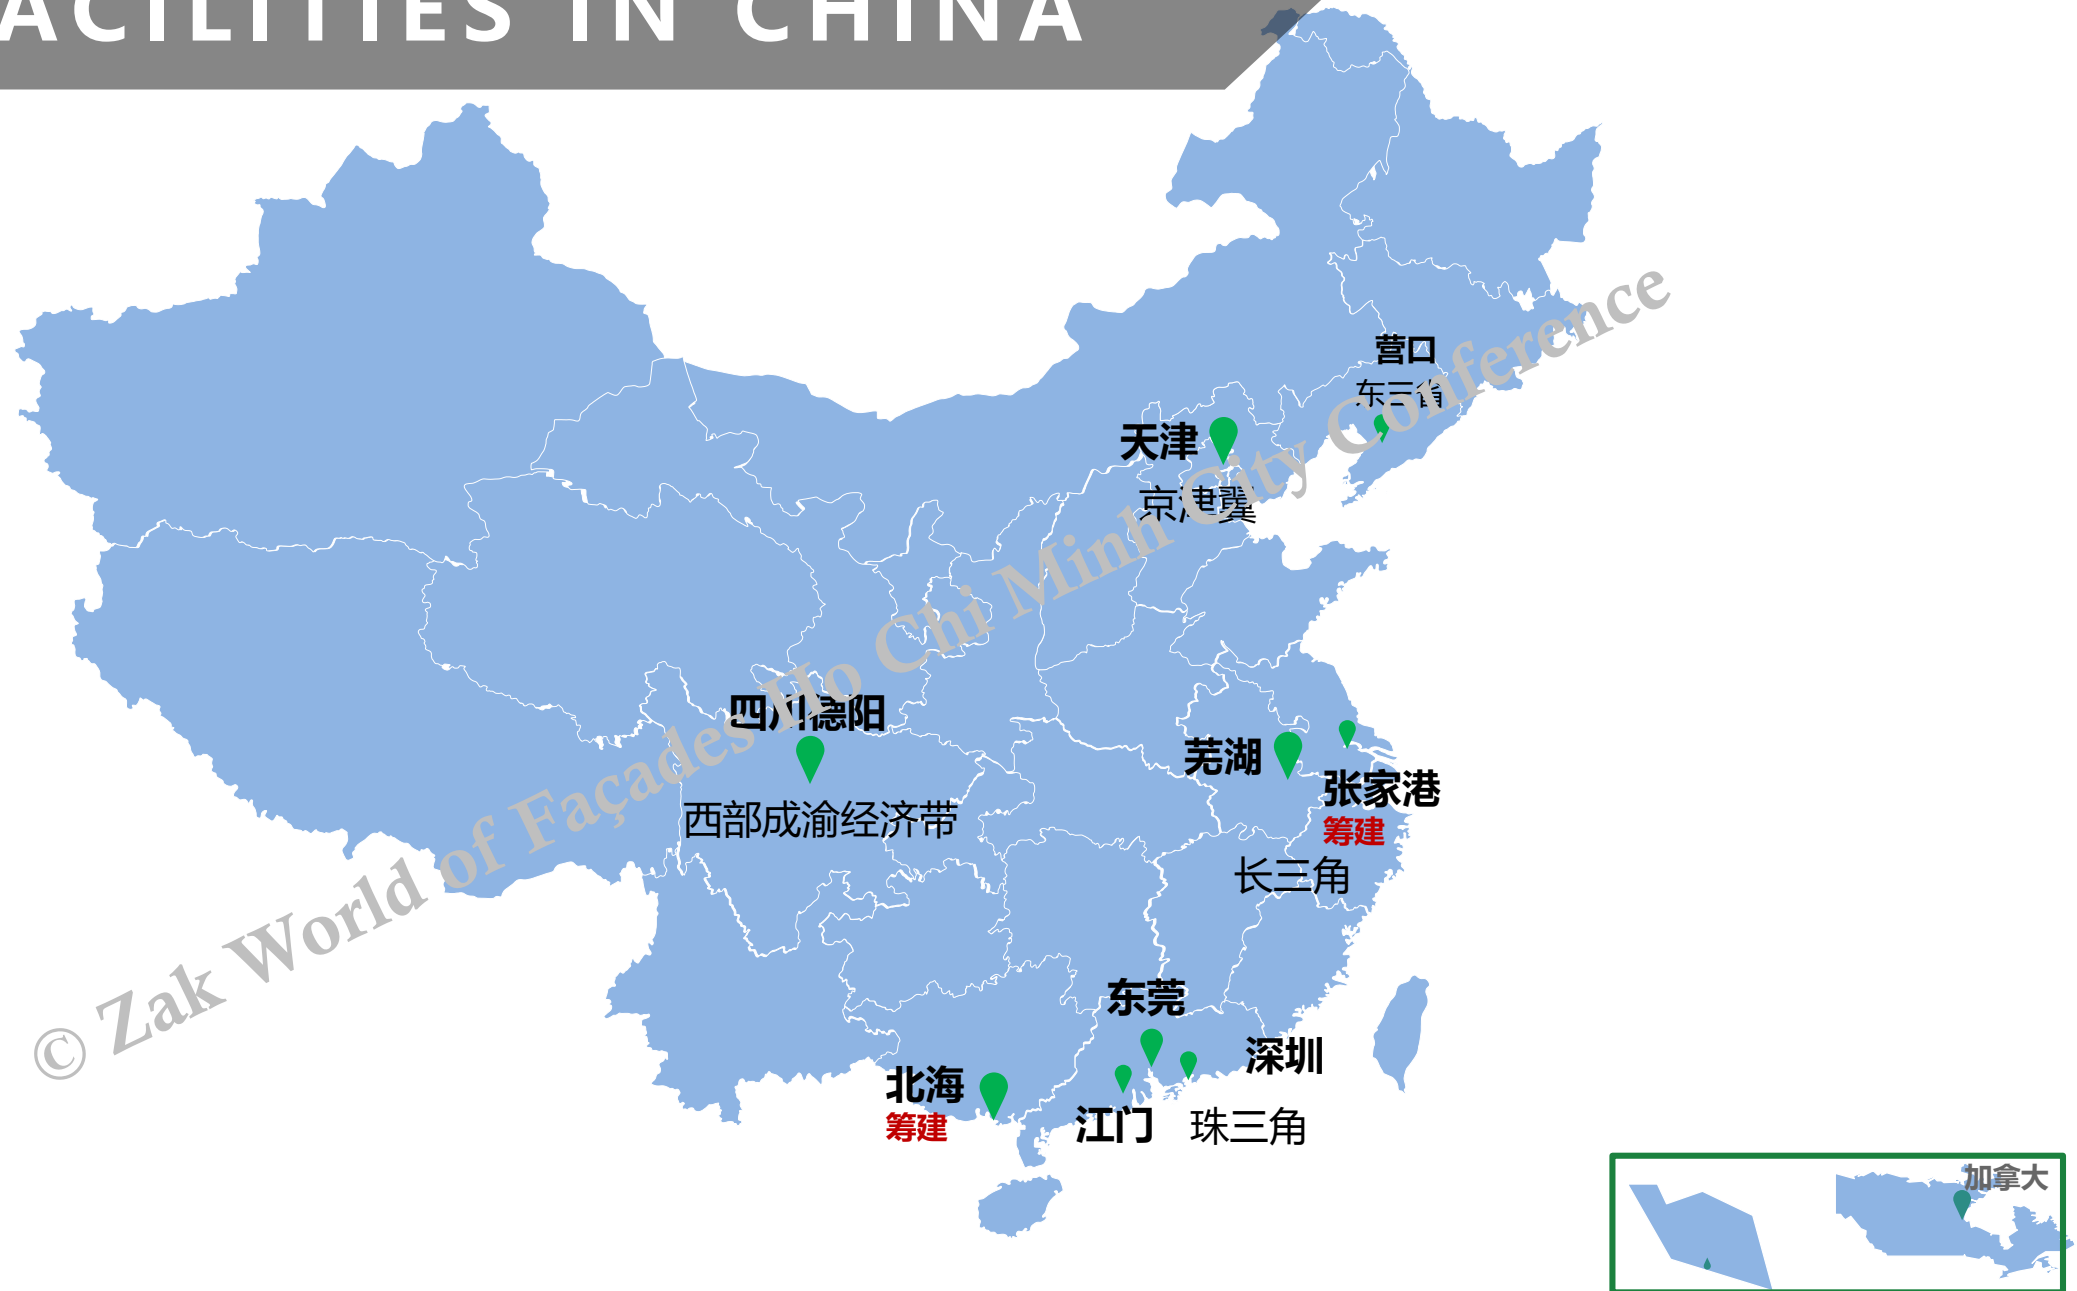 ACILITIES IN CHINA
营口
东三省
天津
京津翼
四川德阳
西部成渝经济带
芜湖
张家港
筹建
长三角
东莞
深圳
北海
筹建
江门
珠三角
加拿大
© Zak World of Façades Ho Chi Minh City Conference